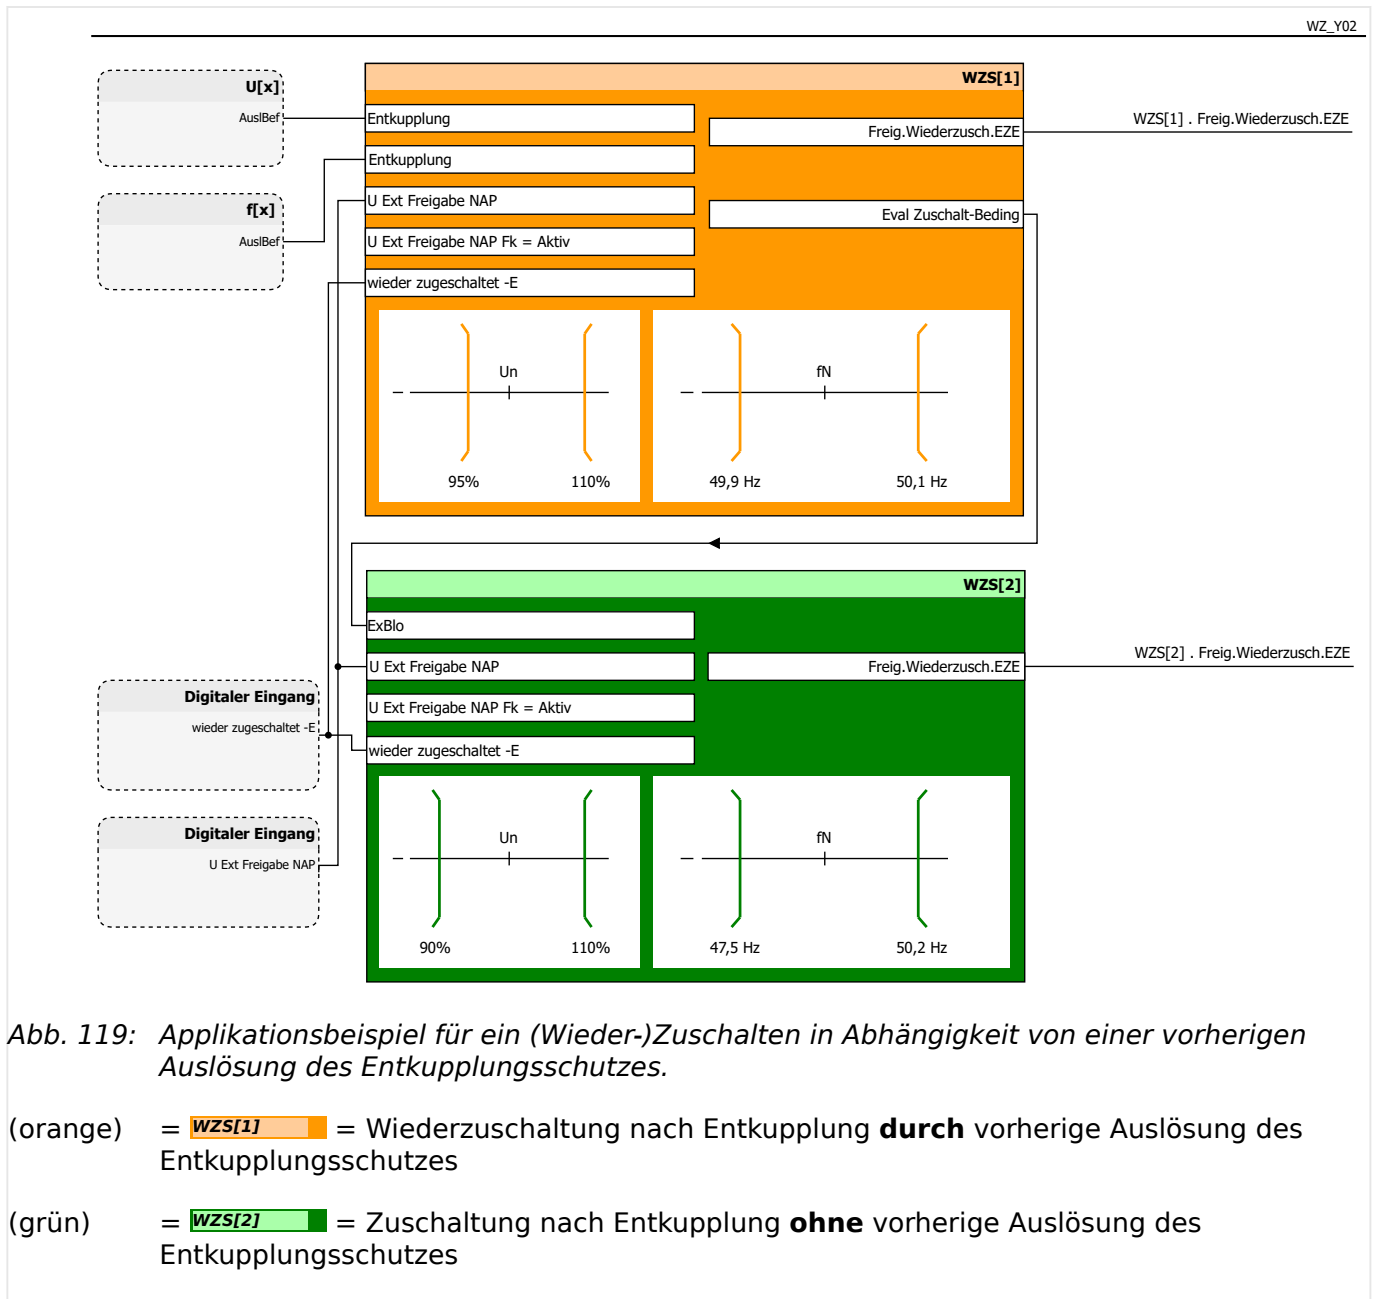 WZ_Y02
U[x]
AuslBef
f[x]
AuslBef
WZS[1]
Entkupplung
Entkupplung
U Ext Freigabe NAP
U Ext Freigabe NAP Fk = Aktiv
wieder zugeschaltet -E
Freig.Wiederzusch.EZE
Eval Zuschalt-Beding
WZS[1] . Freig.Wiederzusch.EZE
Un
95%
110%
fN
49,9 Hz
50,1 Hz
WZS[2]
ExBlo
U Ext Freigabe NAP
U Ext Freigabe NAP Fk = Aktiv
wieder zugeschaltet -E
Freig.Wiederzusch.EZE
WZS[2] . Freig.Wiederzusch.EZE
Digitaler Eingang
wieder zugeschaltet -E
Digitaler Eingang
U Ext Freigabe NAP
Un
90%
110%
fN
47,5 Hz
50,2 Hz
Abb. 119: Applikationsbeispiel für ein (Wieder-)Zuschalten in Abhängigkeit von einer vorherigen
Auslösung des Entkupplungsschutzes.
(orange) = WZS[1] = Wiederzuschaltung nach Entkupplung durch vorherige Auslösung des
Entkupplungsschutzes
(grün) = WZS[2] = Zuschaltung nach Entkupplung ohne vorherige Auslösung des
Entkupplungsschutzes